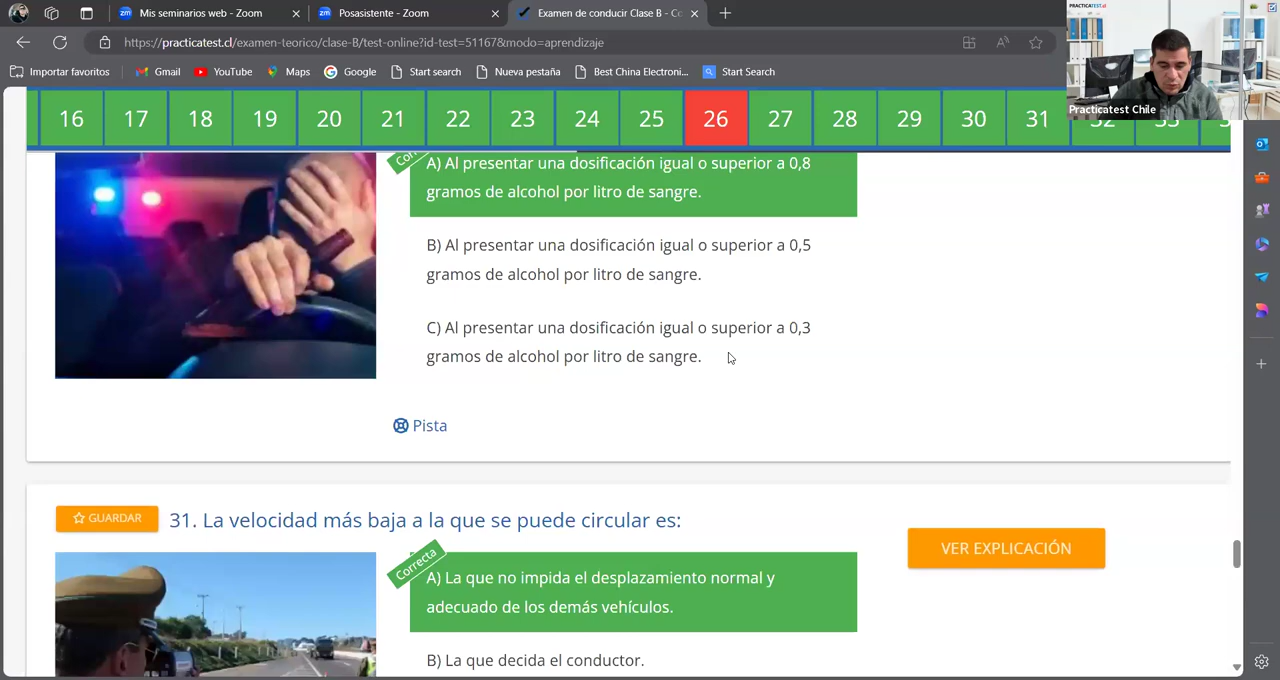 Mis seminarios web - Zoom
Posasistente - Zoom
Examen de conducir Clase B - Co
https://practicatest.cl/examen-teorico/clase-B/test-online?id-test=51167&modo=aprendizaje
Importar favoritos
Gmail
YouTube
Maps
Google
Start search
Nueva pestaña
Best China Electroni...
Start Search
PRACTICATEST.cl
Practicatest Chile
16 17 18 19 20 21 22 23 24 25 26 27 28 29 30 31 32 33
A) Al presentar una dosificación igual o superior a 0,8
gramos de alcohol por litro de sangre.
B) Al presentar una dosificación igual o superior a 0,5
gramos de alcohol por litro de sangre.
C) Al presentar una dosificación igual o superior a 0,3
gramos de alcohol por litro de sangre.
Pista
GUARDAR
31. La velocidad más baja a la que se puede circular es:
VER EXPLICACIÓN
Correcta
A) La que no impida el desplazamiento normal y
adecuado de los demás vehículos.
B) La que decida el conductor.